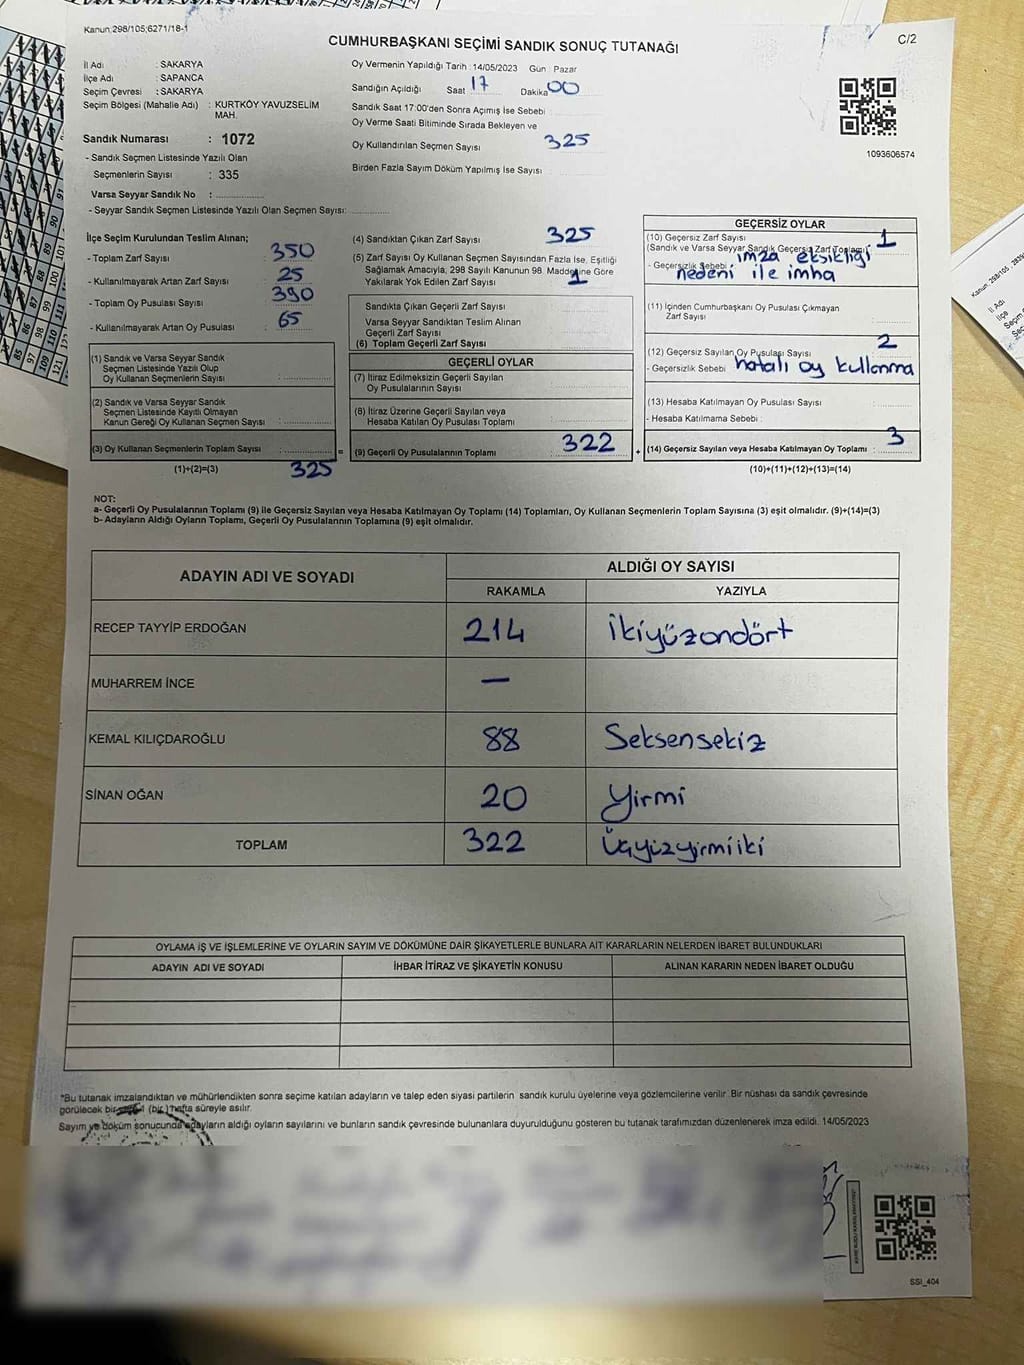 Kanun:298/105;6271/18-1
CUMHURBAŞKANI SEÇİMİ SANDIK SONUÇ TUTANAĞI
C/2
İl Adı : SAKARYA
İlçe Adı : SAPANCA
Seçim Çevresi : SAKARYA
Seçim Bölgesi (Mahalle Adı) : KURTKÖY YAVUZSELİM
MAH.
Sandık Numarası : 1072
- Sandık Seçmen Listesinde Yazılı Olan
Seçmenlerin Sayısı : 335
Varsa Seyyar Sandık No :
- Seyyar Sandık Seçmen Listesinde Yazılı Olan Seçmen Sayısı:
Oy Vermenin Yapıldığı Tarih : 14/05/2023 Gün : Pazar
Sandığın Açıldığı Saat 17 Dakika 00
Sandık Saat 17:00'den Sonra Açımış İse Sebebi
Oy Verme Saati Bitiminde Sırada Bekleyen ve
Oy Kullandırılan Seçmen Sayısı 325
Birden Fazla Sayım Döküm Yapılmış İse Sayısı
1093606574
İlçe Seçim Kurulundan Teslim Alınan;
- Toplam Zarf Sayısı : 350
- Kullanılmayarak Artan Zarf Sayısı : 25
- Toplam Oy Pusulası Sayısı : 390
- Kullanılmayarak Artan Oy Pusulası : 65
(1) Sandık ve Varsa Seyyar Sandık
Seçmen Listesinde Yazılı Olup
Oy Kullanan Seçmenlerin Sayısı :
(2) Sandık ve Varsa Seyyar Sandık
Seçmen Listesinde Kayıtlı Olmayan
Kanun Gereği Oy Kullanan Seçmen Sayısı :
(3) Oy Kullanan Seçmenlerin Toplam Sayısı :
(1)+(2)=(3) 325
(4) Sandıktan Çıkan Zarf Sayısı 325
(5) Zarf Sayısı Oy Kullanan Seçmen Sayısından Fazla İse, Eşitliği
Sağlamak Amacıyla, 298 Sayılı Kanunun 98. Maddesine Göre
Yakılarak Yok Edilen Zarf Sayısı 1
Sandıkta Çıkan Geçerli Zarf Sayısı
Varsa Seyyar Sandıktan Teslim Alınan
Geçerli Zarf Sayısı
(6) Toplam Geçerli Zarf Sayısı
GEÇERLİ OYLAR
(7) İtiraz Edilmeksizin Geçerli Sayılan
Oy Pusulalarının Sayısı
(8) İtiraz Üzerine Geçerli Sayılan veya
Hesaba Katılan Oy Pusulası Toplamı
= (9) Geçerli Oy Pusulalarının Toplamı : 322
GEÇERSİZ OYLAR
(10) Geçersiz Zarf Sayısı 1
(Sandık ve Varsa Seyyar Sandık Geçersiz Zarf Toplamı)
- Geçersizlik Sebebi : imza eksikliği
nedeni ile imha
(11) İçinden Cumhurbaşkanı Oy Pusulası Çıkmayan
Zarf Sayısı
(12) Geçersiz Sayılan Oy Pusulası Sayısı 2
- Geçersizlik Sebebi hatalı oy kullanma
(13) Hesaba Katılmayan Oy Pusulası Sayısı
- Hesaba Katılmama Sebebi :
+ (14) Geçersiz Sayılan veya Hesaba Katılmayan Oy Toplamı : 3
(10)+(11)+(12)+(13)=(14)
NOT:
a- Geçerli Oy Pusulalarının Toplamı (9) ile Geçersiz Sayılan veya Hesaba Katılmayan Oy Toplamı (14) Toplamları, Oy Kullanan Seçmenlerin Toplam Sayısına (3) eşit olmalıdır. (9)+(14)=(3)
b- Adayların Aldığı Oyların Toplamı, Geçerli Oy Pusulalarının Toplamına (9) eşit olmalıdır.
ADAYIN ADI VE SOYADI
ALDIĞI OY SAYISI
RAKAMLA YAZIYLA
RECEP TAYYİP ERDOĞAN 214 İkiyüzondört
MUHARREM İNCE —
KEMAL KILIÇDAROĞLU 88 Seksensekiz
SİNAN OĞAN 20 Yirmi
TOPLAM 322 Üçyüzyirmiiki
OYLAMA İŞ VE İŞLEMLERİNE VE OYLARIN SAYIM VE DÖKÜMÜNE DAİR ŞİKAYETLERLE BUNLARA AİT KARARLARIN NELERDEN İBARET BULUNDUKLARI
ADAYIN ADI VE SOYADI İHBAR İTİRAZ VE ŞİKAYETİN KONUSU ALINAN KARARIN NEDEN İBARET OLDUĞU
*Bu tutanak imzalandıktan ve mühürlendikten sonra seçime katılan adayların ve talep eden siyasi partilerin sandık kurulu üyelerine veya gözlemcilerine verilir. Bir nüshası da sandık çevresinde
görülecek bir yere 1 (bir) hafta süreyle asılır.
Sayım ve döküm sonucunda adayların aldığı oyların sayılarını ve bunların sandık çevresinde bulunanlara duyurulduğunu gösteren bu tutanak tarafımızdan düzenlenerek imza edildi. 14/05/2023
SSI_404